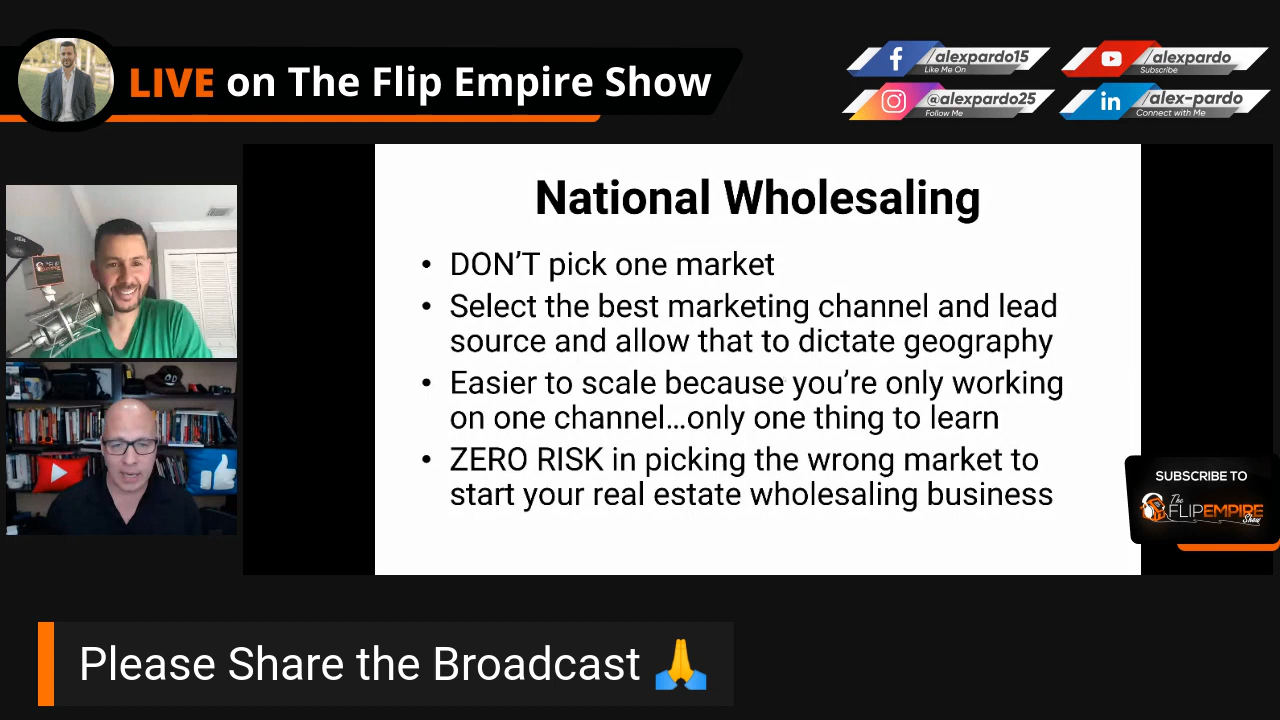 LIVE on The Flip Empire Show
/alexpardo15
Like Me On
/alexpardo
Subscribe
@alexpardo25
Follow Me
/alex-pardo
Connect with Me
National Wholesaling
• DON'T pick one market
• Select the best marketing channel and lead
source and allow that to dictate geography
• Easier to scale because you're only working
on one channel...only one thing to learn
• ZERO RISK in picking the wrong market to
start your real estate wholesaling business
SUBSCRIBE TO
The
FLIPEMPIRE
Show
Please Share the Broadcast 🙏